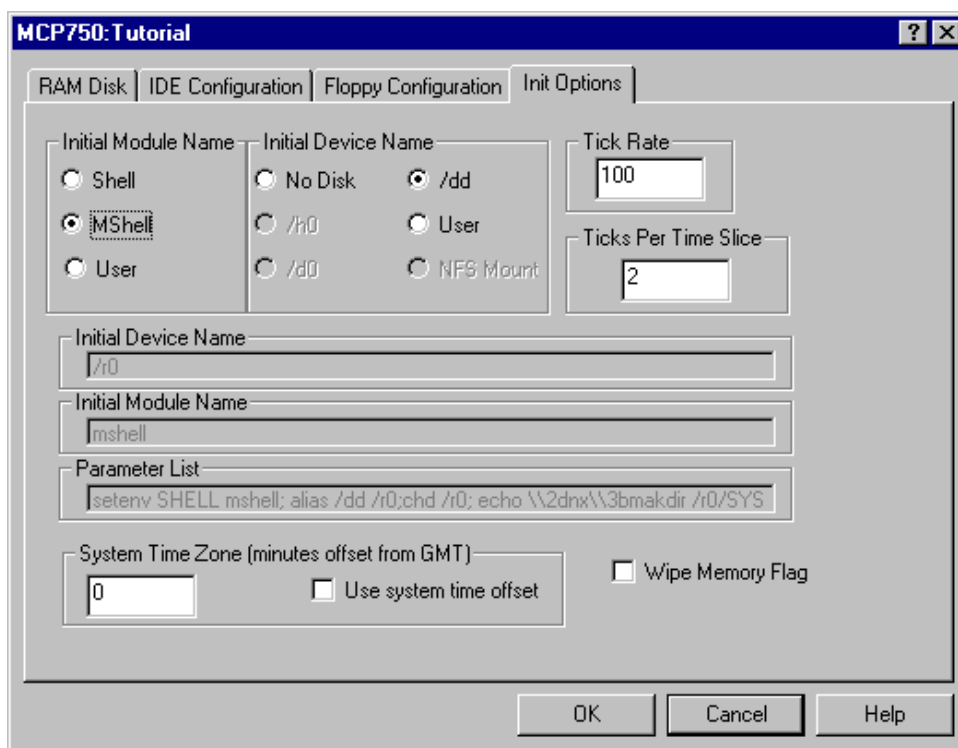 MCP750:Tutorial
RAM Disk IDE Configuration Floppy Configuration Init Options
Initial Module Name Initial Device Name Tick Rate
Shell No Disk /dd 100
MShell /h0 User
Ticks Per Time Slice
User /d0 NFS Mount 2
Initial Device Name
/r0
Initial Module Name
mshell
Parameter List
setenv SHELL mshell; alias /dd /r0;chd /r0; echo \\2dnx\\3bmakdir /r0/SYS
System Time Zone (minutes offset from GMT)
0 Use system time offset Wipe Memory Flag
OK Cancel Help